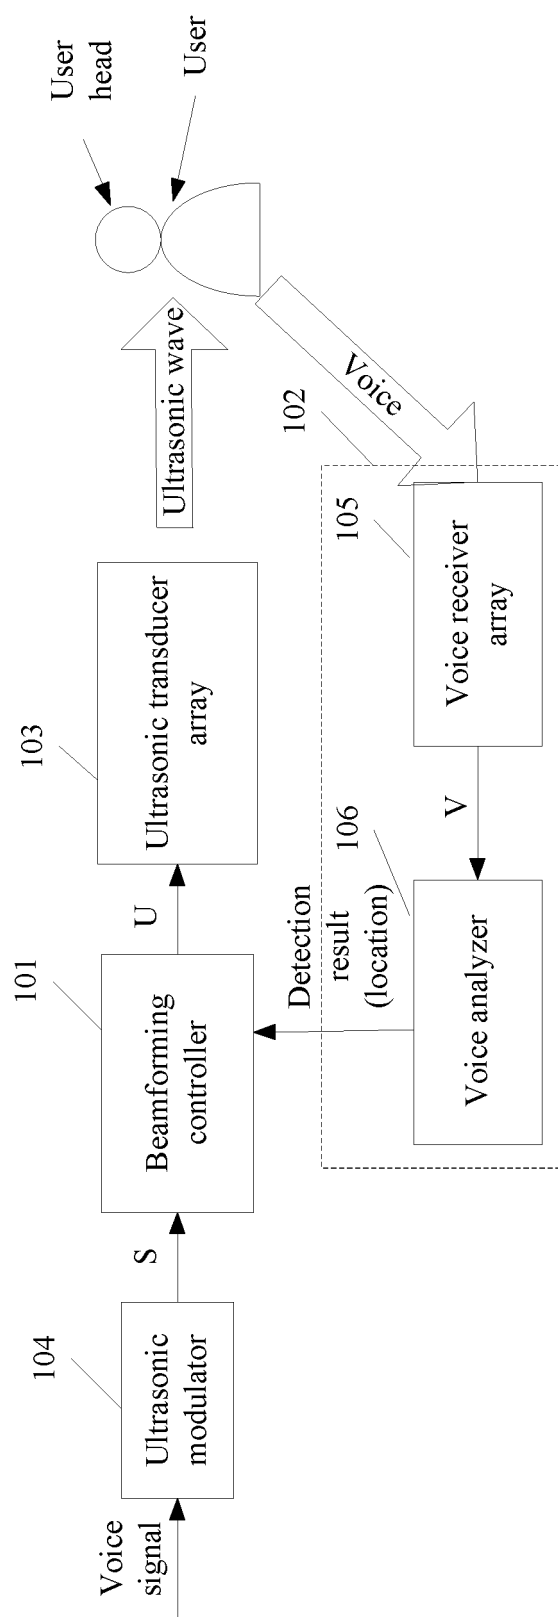 Voice
signal
104
Ultrasonic
modulator
S
101
Beamforming
controller
U
103
Ultrasonic transducer
array
Ultrasonic wave
User
head
User
Voice
102
105
Voice receiver
array
V
106
Voice analyzer
Detection
result
(location)